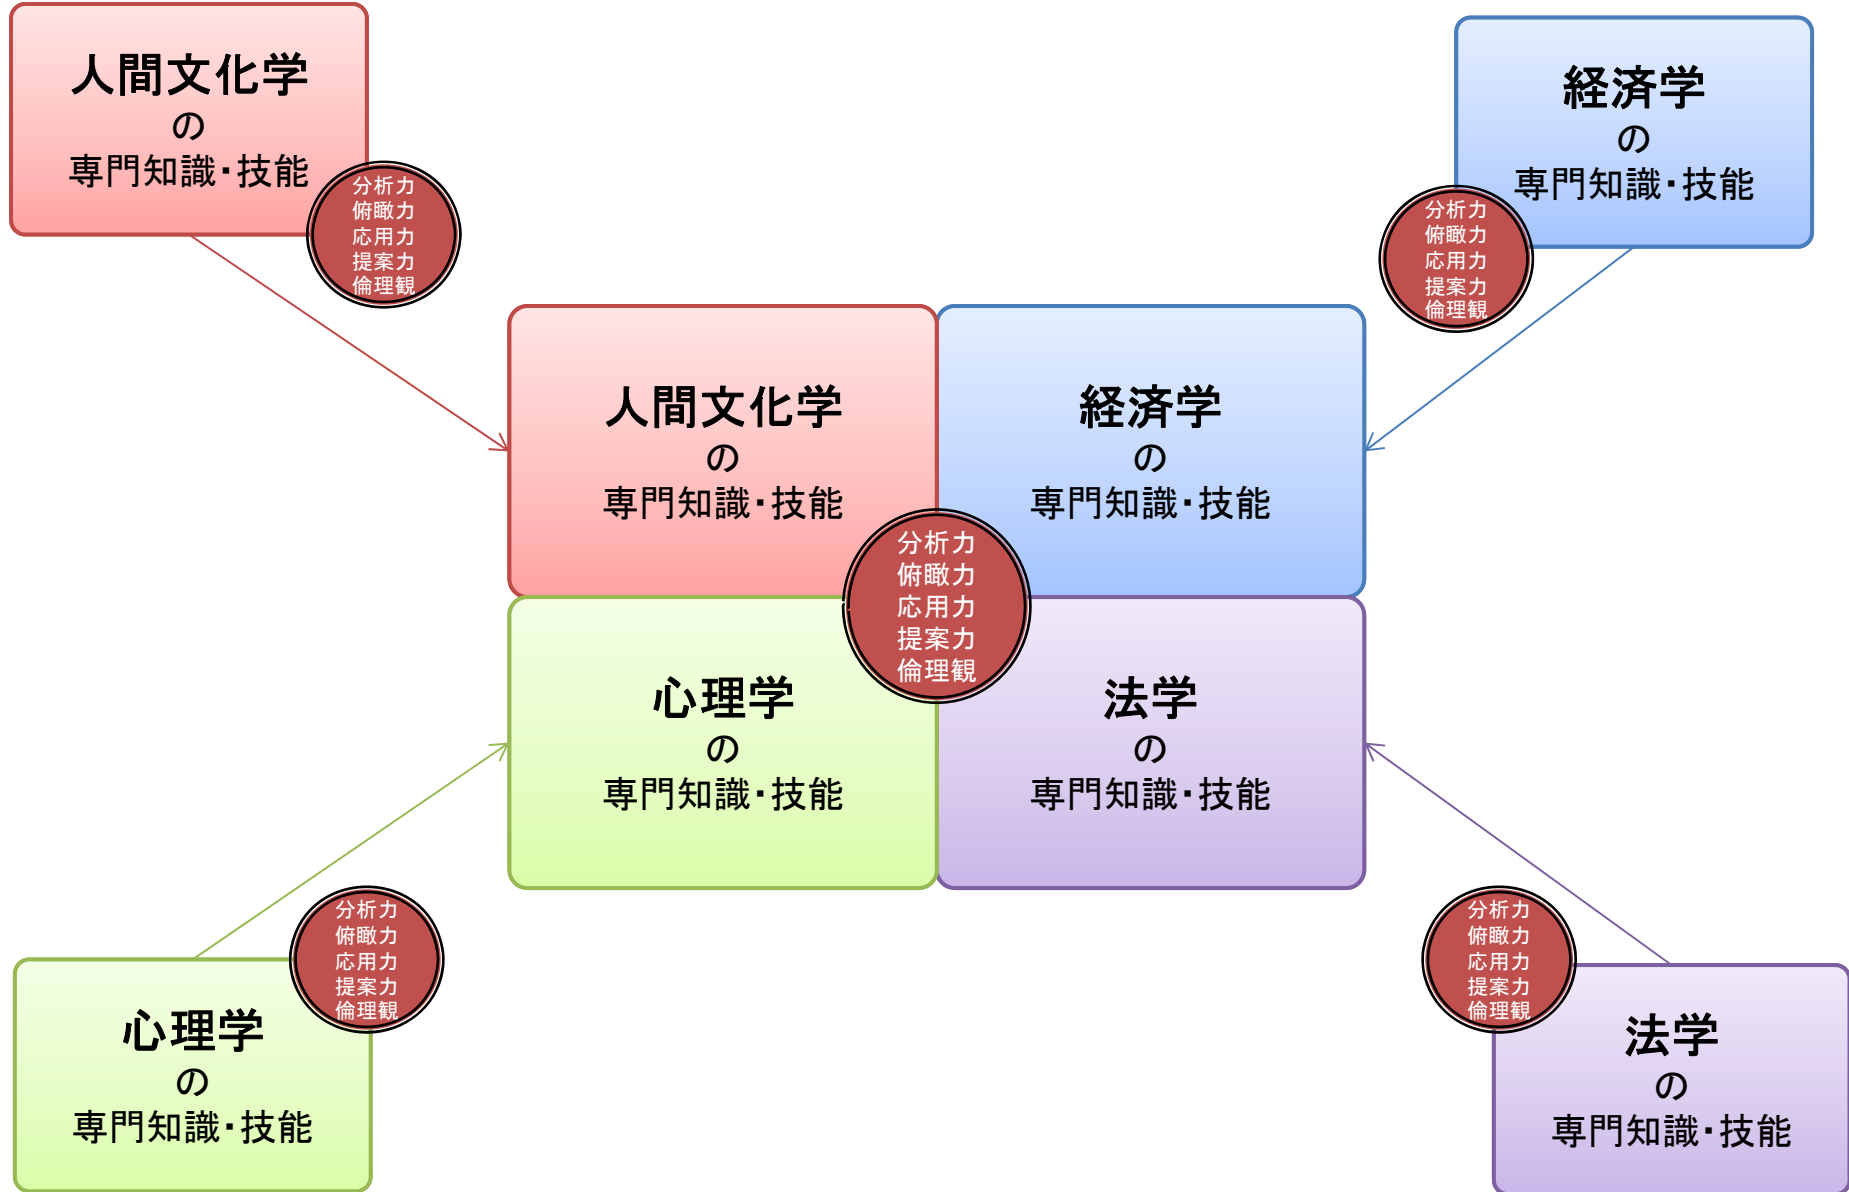 人間文化学
の
専門知識・技能
分析力
俯瞰力
応用力
提案力
倫理観
経済学
の
専門知識・技能
分析力
俯瞰力
応用力
提案力
倫理観
人間文化学
の
専門知識・技能
経済学
の
専門知識・技能
分析力
俯瞰力
応用力
提案力
倫理観
心理学
の
専門知識・技能
法学
の
専門知識・技能
分析力
俯瞰力
応用力
提案力
倫理観
心理学
の
専門知識・技能
分析力
俯瞰力
応用力
提案力
倫理観
法学
の
専門知識・技能